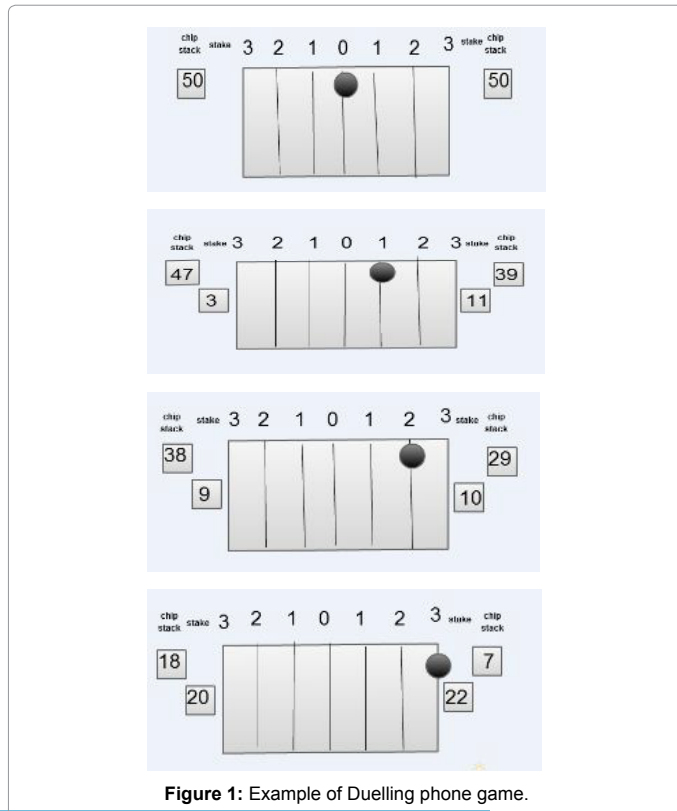 chip stack stake 3 2 1 0 1 2 3 stake chip stack
50 50
chip stack stake 3 2 1 0 1 2 3 stake chip stack
47 39
3 11
chip stack stake 3 2 1 0 1 2 3 stake chip stack
38 29
9 10
chip stack stake 3 2 1 0 1 2 3 stake chip stack
18 7
20 22
Figure 1: Example of Duelling phone game.